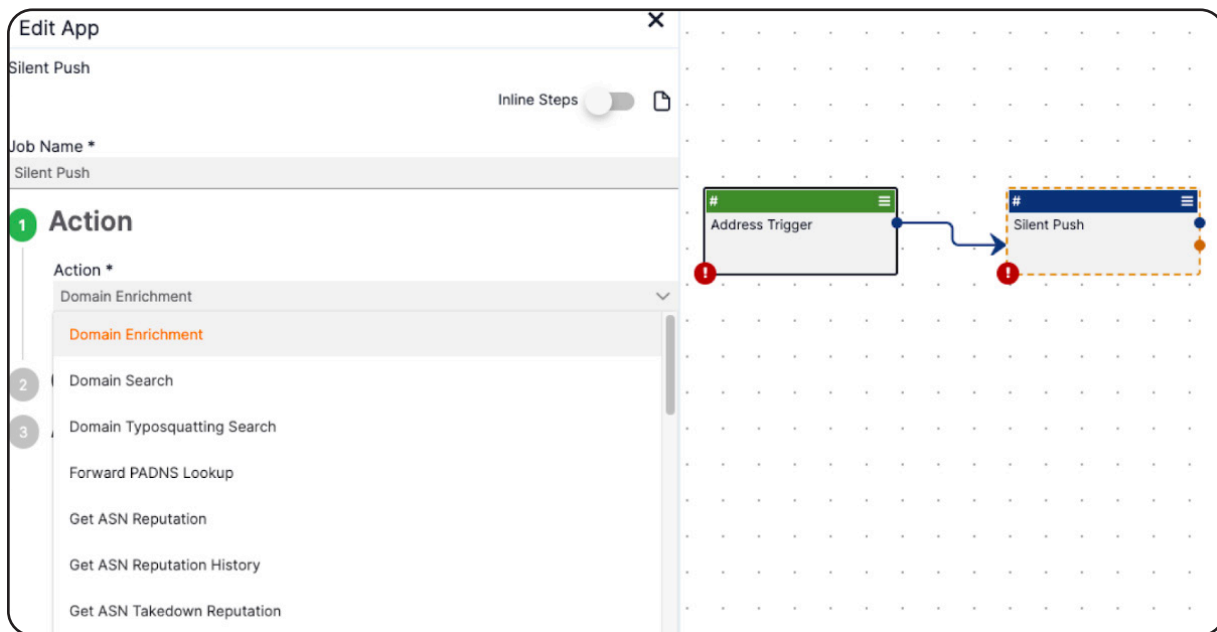 Edit App
Silent Push
Inline Steps
Job Name *
Silent Push
1 Action
Action *
Domain Enrichment
Domain Enrichment
2
Domain Search
3
Domain Typosquatting Search
Forward PADNS Lookup
Get ASN Reputation
Get ASN Reputation History
Get ASN Takedown Reputation
#
Address Trigger
!
#
Silent Push
!